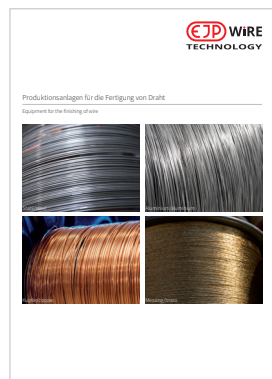 EJP WiRE
TECHNOLOGY
Produktionsanlagen für die Fertigung von Draht
Equipment for the finishing of wire
Aluminium/aluminium
Kupfer/copper
Messing/brass